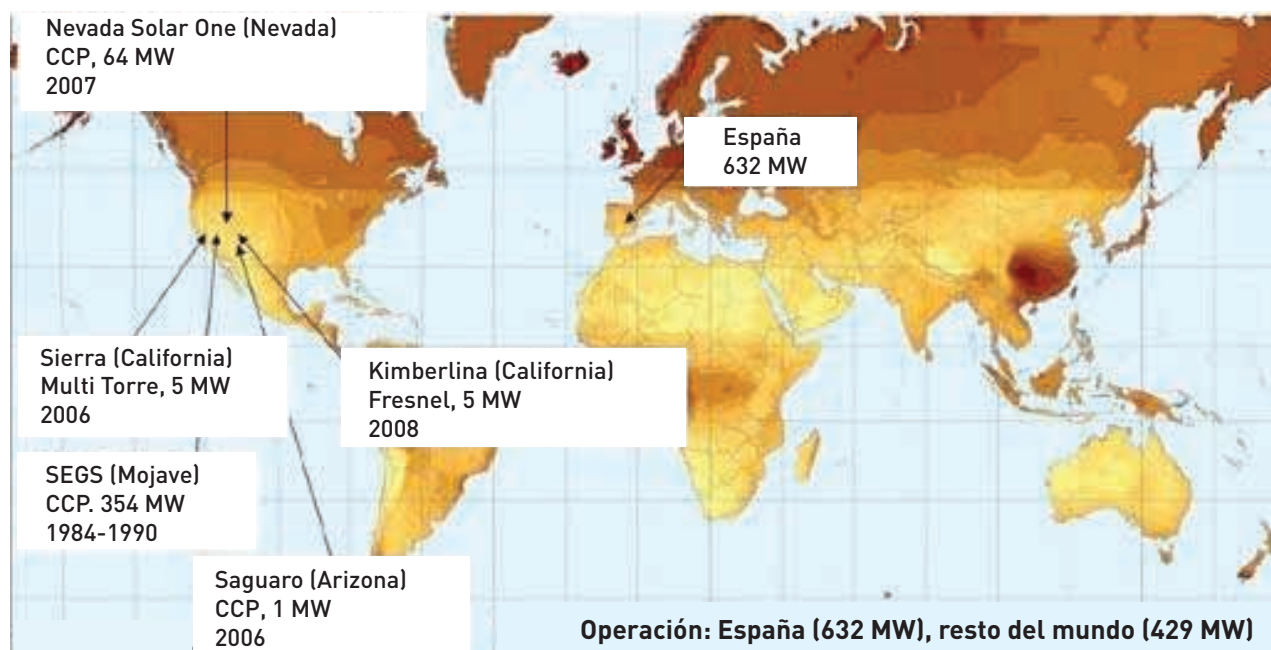 Nevada Solar One (Nevada)
CCP, 64 MW
2007
España
632 MW
Sierra (California)
Multi Torre, 5 MW
2006
Kimberlina (California)
Fresnel, 5 MW
2008
SEGS (Mojave)
CCP. 354 MW
1984-1990
Saguaro (Arizona)
CCP, 1 MW
2006
Operación: España (632 MW), resto del mundo (429 MW)